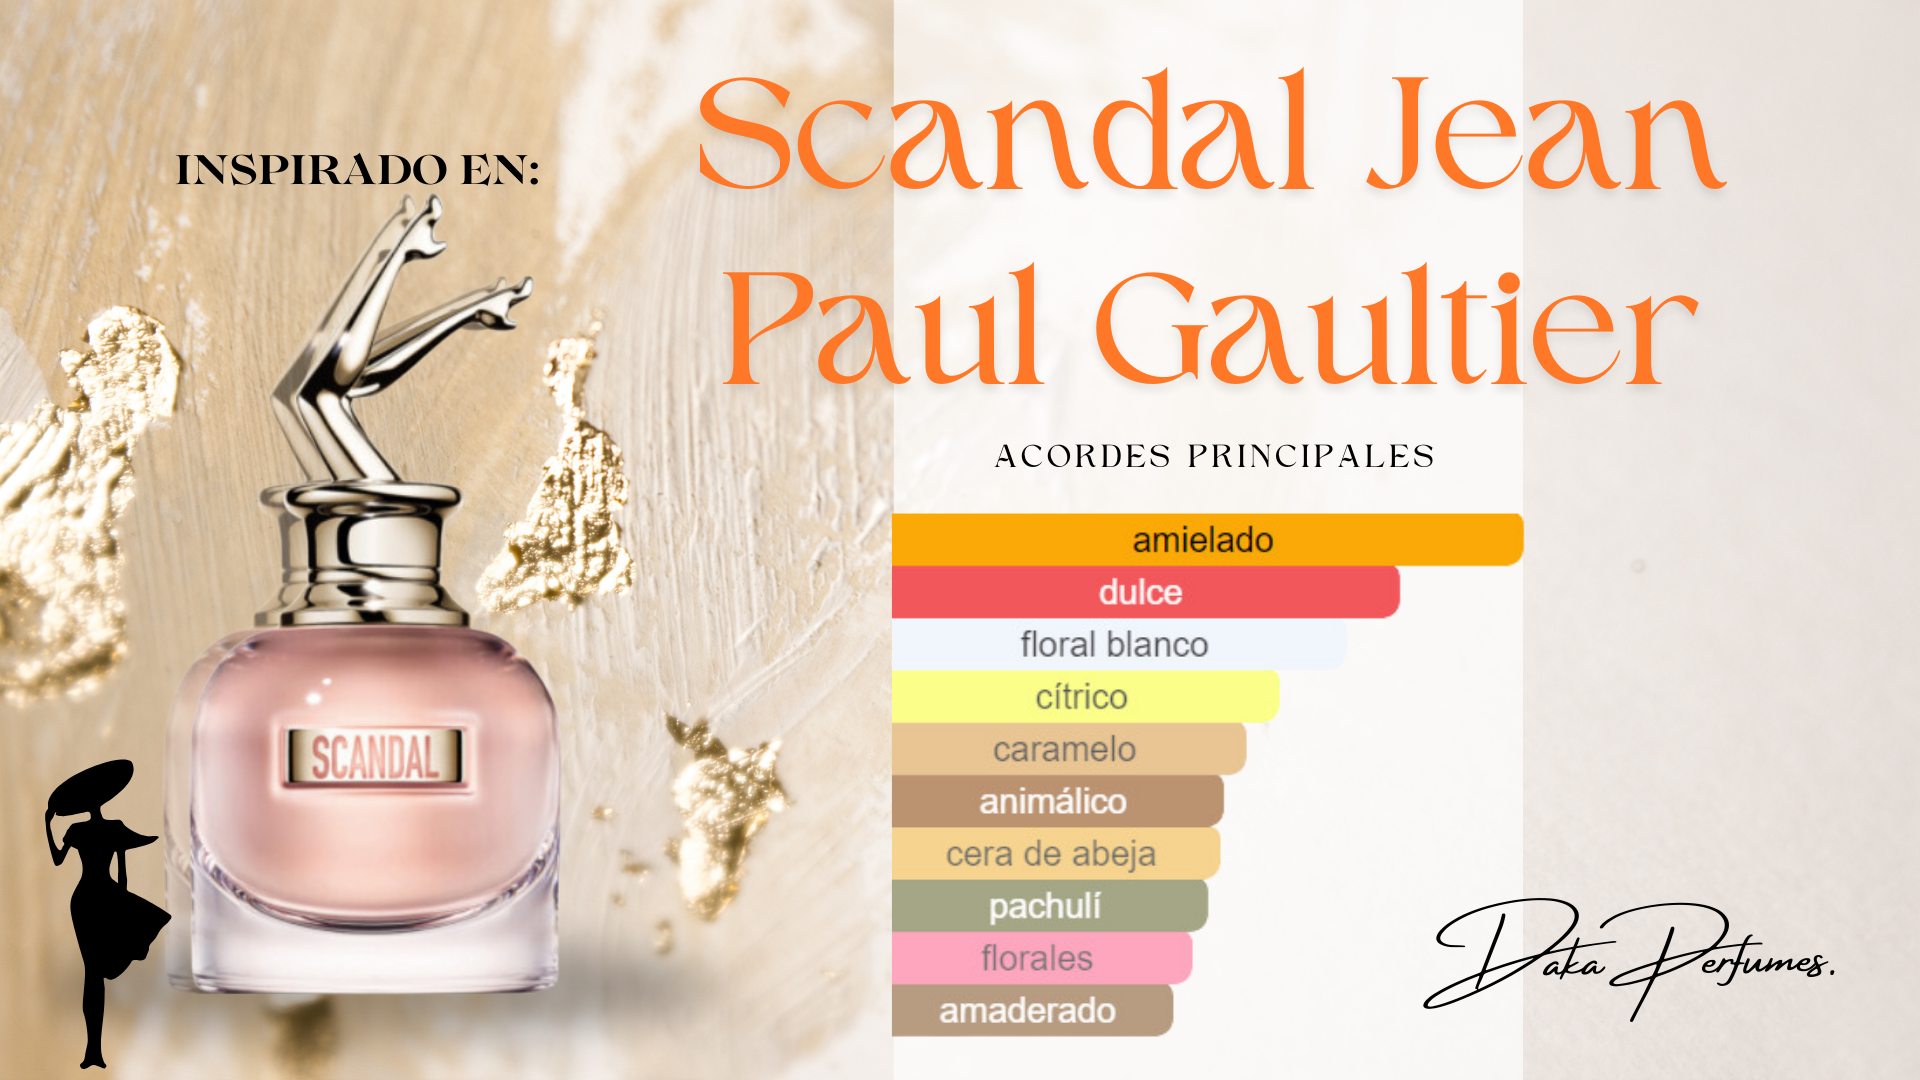 INSPIRADO EN:
Scandal Jean
Paul Gaultier
ACORDES PRINCIPALES
amielado
dulce
floral blanco
cítrico
caramelo
animálico
cera de abeja
pachulí
florales
amaderado
SCANDAL
Daka Perfumes.